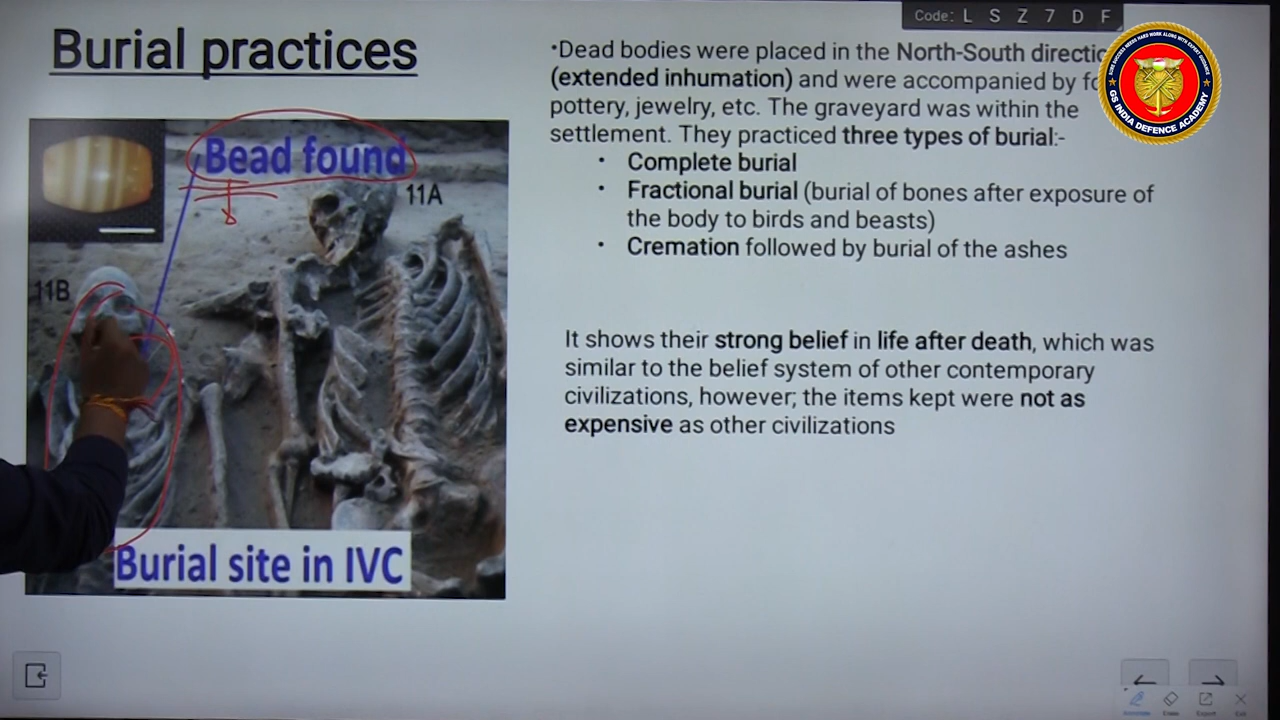 Code: L S Z 7 D F
Burial practices
•Dead bodies were placed in the North-South
(extended inhumation) and were accompanied by
pottery, jewelry, etc. The graveyard was within the
settlement. They practiced three types of burial:-
• Complete burial
• Fractional burial (burial of bones after exposure of
the body to birds and beasts)
• Cremation followed by burial of the ashes
It shows their strong belief in life after death, which was
similar to the belief system of other contemporary
civilizations, however; the items kept were not as
expensive as other civilizations
Bead found
11A
11B
Burial site in IVC
GS INDIA DEFENCE ACADEMY
Annotate
Erase
Export
Exit